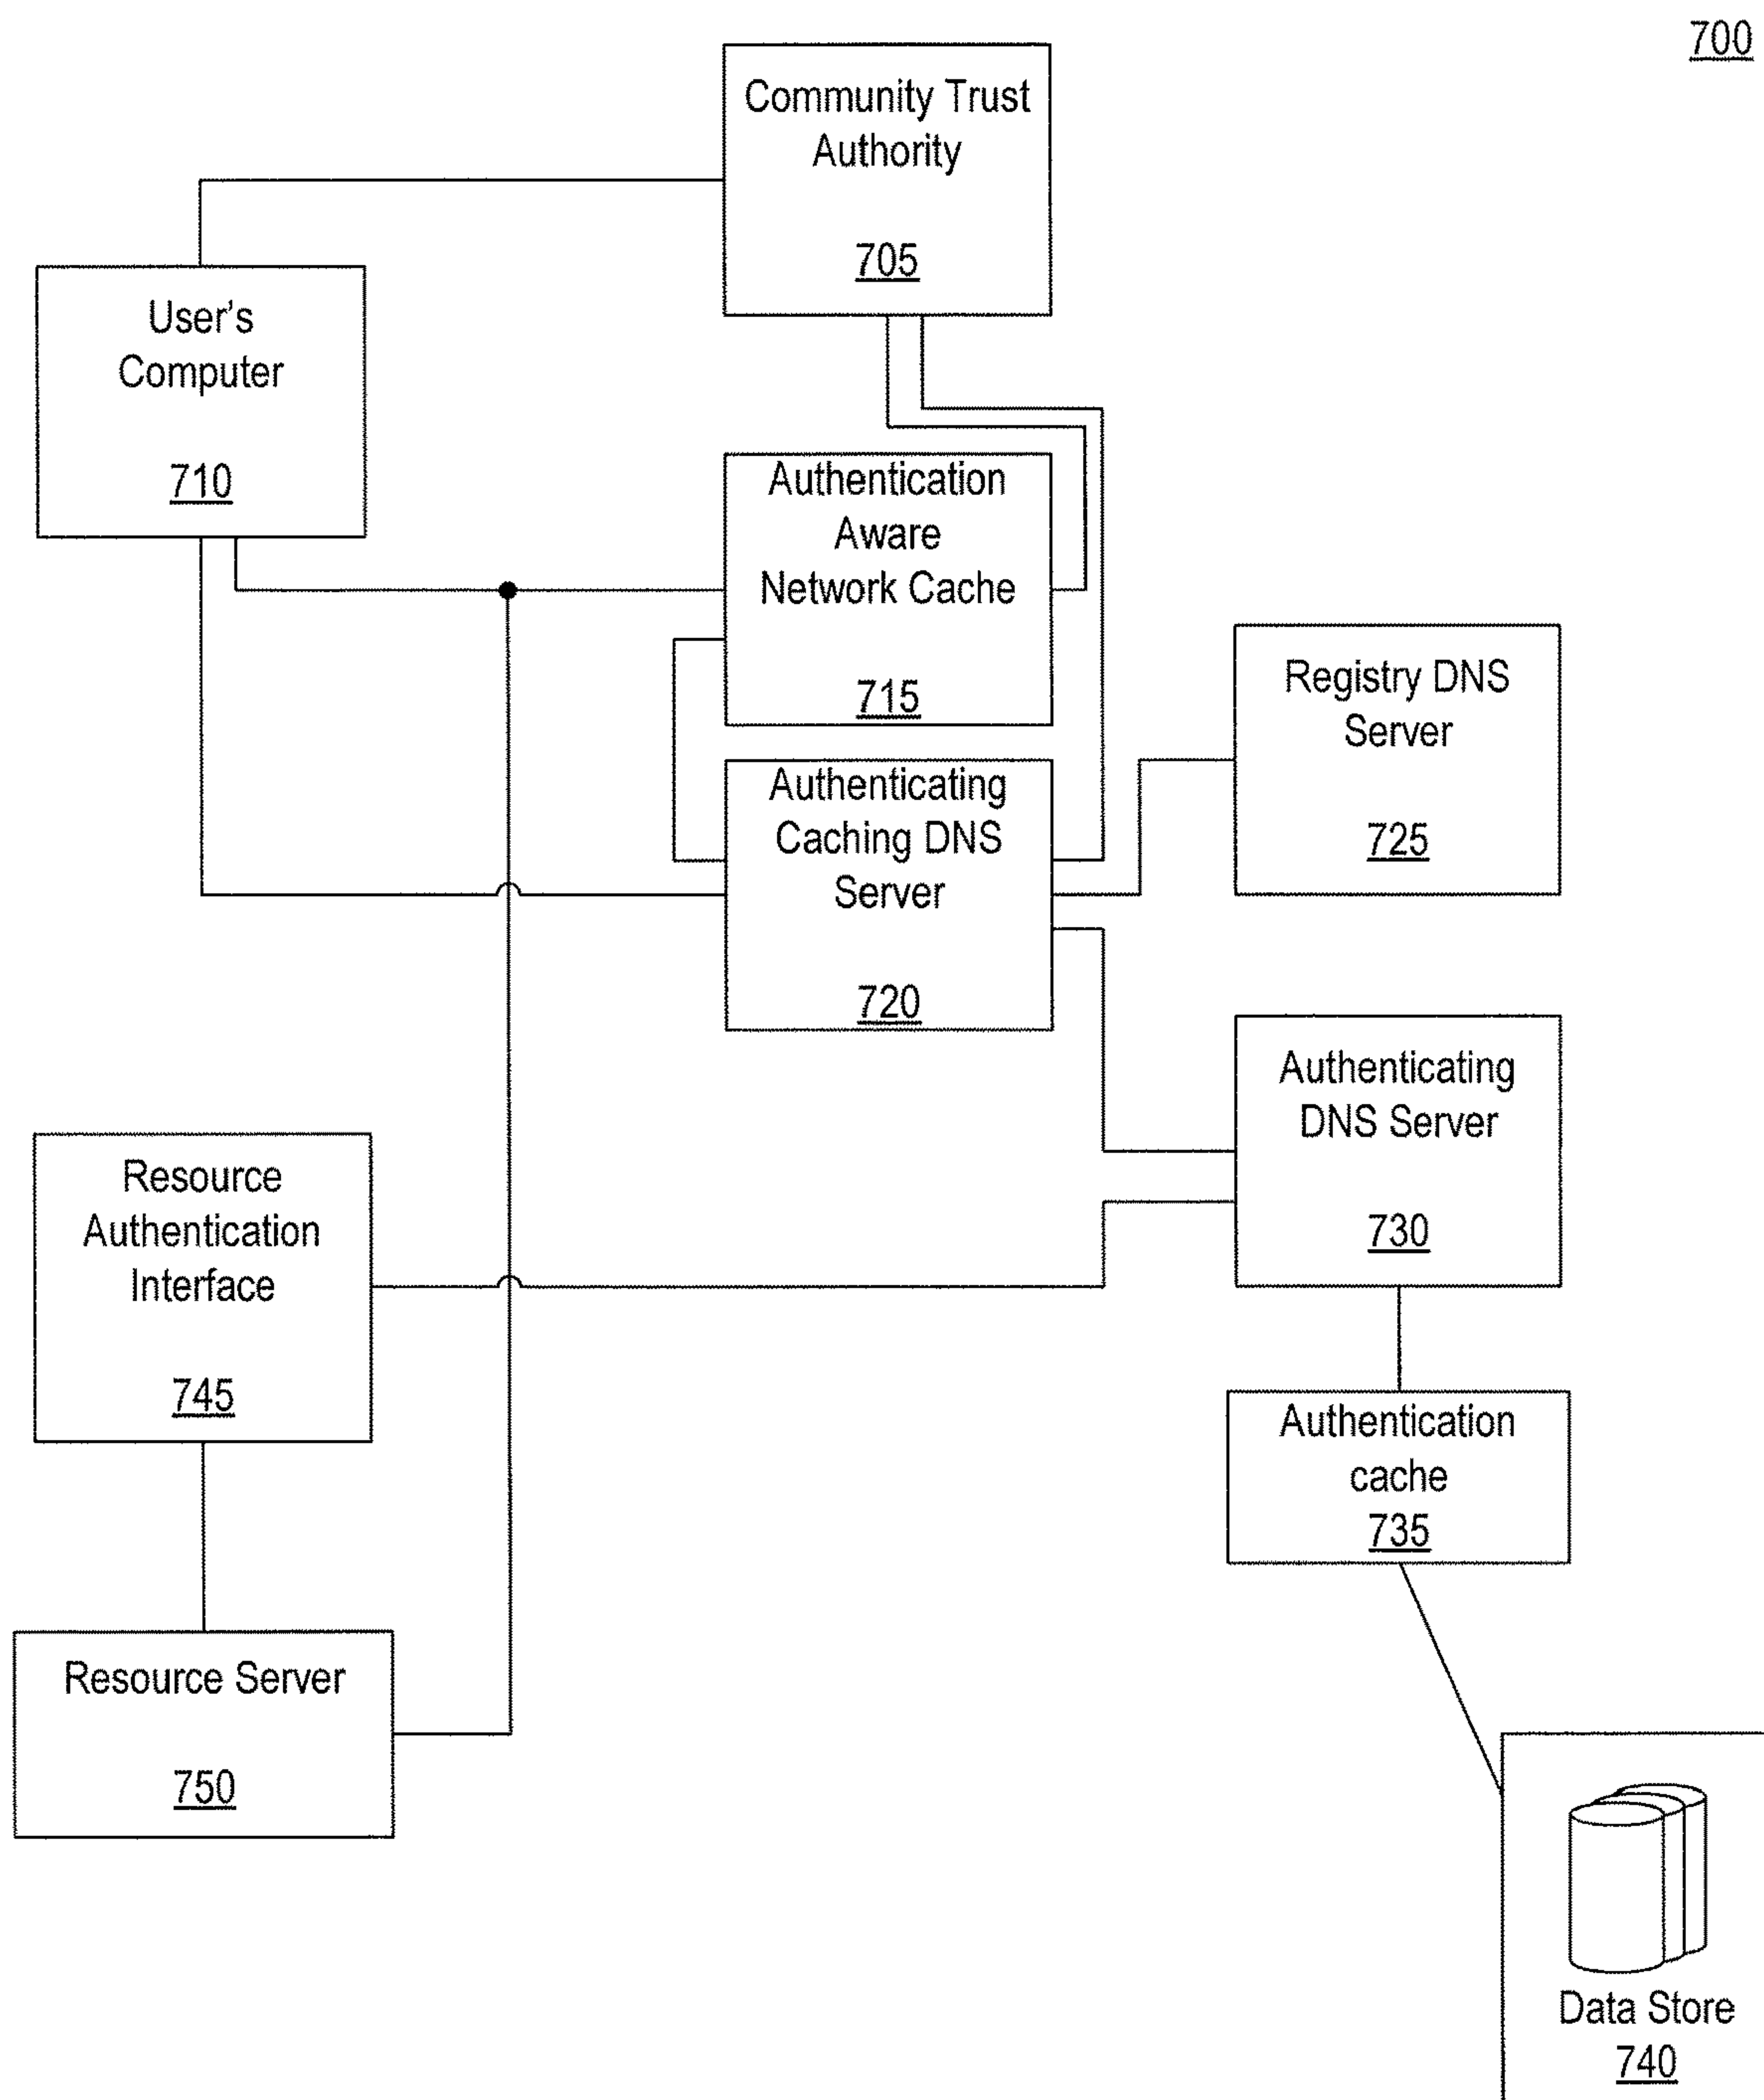 700
Community Trust
Authority
705
User's
Computer
710
Authentication
Aware
Network Cache
715
Registry DNS
Server
725
Authenticating
Caching DNS
Server
720
Authenticating
DNS Server
730
Resource
Authentication
Interface
745
Authentication
cache
735
Resource Server
750
Data Store
740